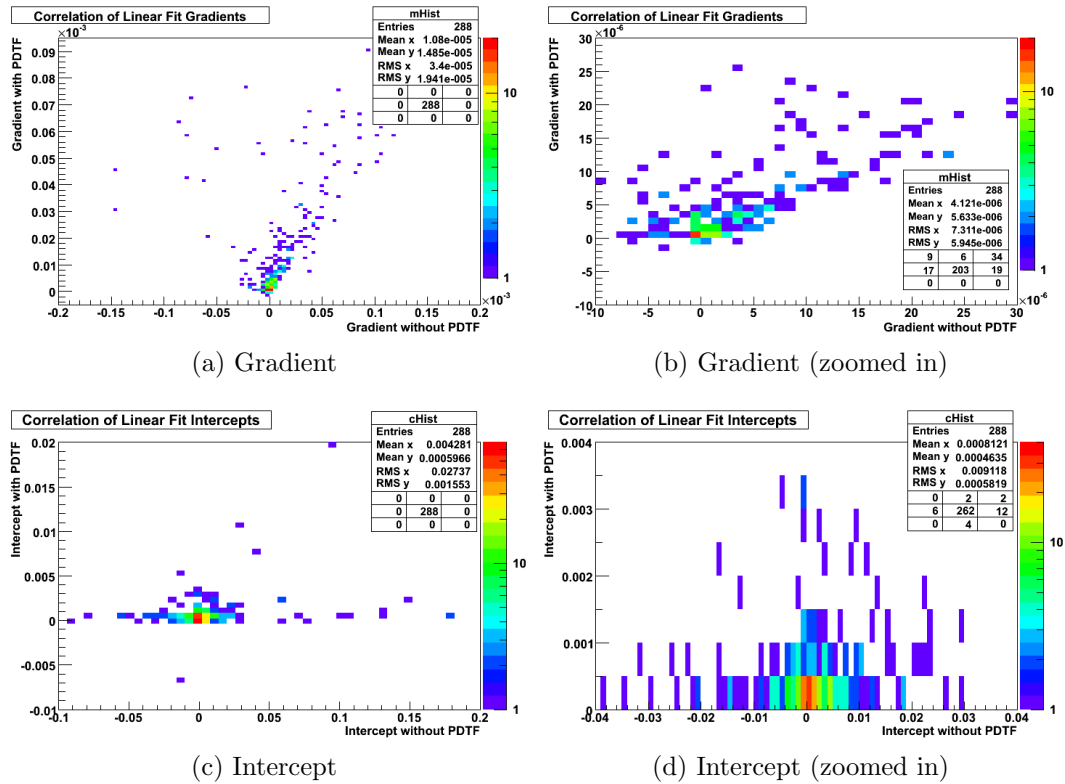 Correlation of Linear Fit Gradients
×10⁻³
mHist
Entries 288
Mean x 1.08e-005
Mean y 1.485e-005
RMS x 3.4e-005
RMS y 1.941e-005
0 0 0
0 288 0
0 0 0
Gradient with PDTF
0.09
0.08
0.07
0.06
0.05
0.04
0.03
0.02
0.01
0
10
1
×10⁻³
-0.2 -0.15 -0.1 -0.05 0 0.05 0.1 0.15 0.2
Gradient without PDTF
(a) Gradient
Correlation of Linear Fit Gradients
×10⁻⁶
Gradient with PDTF
30
25
20
15
10
5
0
-5
-10
mHist
Entries 288
Mean x 4.121e-006
Mean y 5.633e-006
RMS x 7.311e-006
RMS y 5.945e-006
9 6 34
17 203 19
0 0 0
10
1
×10⁻⁶
-10 -5 0 5 10 15 20 25 30
Gradient without PDTF
(b) Gradient (zoomed in)
Correlation of Linear Fit Intercepts
cHist
Entries 288
Mean x 0.004281
Mean y 0.0005966
RMS x 0.02737
RMS y 0.001553
0 0 0
0 288 0
0 0 0
Intercept with PDTF
0.02
0.015
0.010
0.005
0
-0.005
-0.01
10
1
-0.1 -0.05 0 0.05 0.1 0.15 0.2
Intercept without PDTF
(c) Intercept
Correlation of Linear Fit Intercepts
cHist
Entries 288
Mean x 0.0008121
Mean y 0.0004635
RMS x 0.009118
RMS y 0.0005819
0 2 2
6 262 12
0 4 0
Intercept with PDTF
0.004
0.003
0.002
0.001
0
10
1
-0.04 -0.03 -0.02 -0.01 0 0.01 0.02 0.03 0.04
Intercept without PDTF
(d) Intercept (zoomed in)